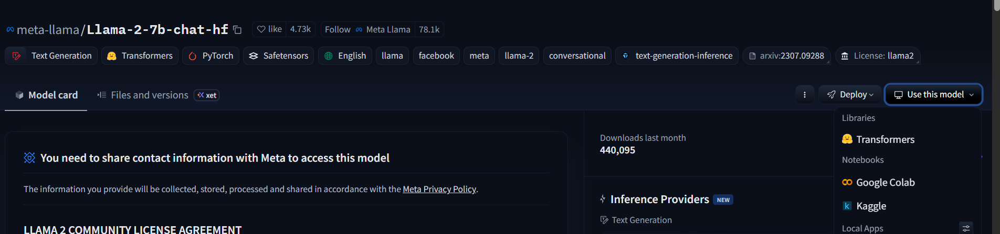 meta-llama/Llama-2-7b-chat-hf like 4.73k Follow Meta Llama 78.1k
Text Generation Transformers PyTorch Safetensors English llama facebook meta llama-2 conversational text-generation-inference arxiv:2307.09288 License: llama2
Model card Files and versions xet Deploy Use this model
Libraries
Transformers
Notebooks
Google Colab
Kaggle
Local Apps
You need to share contact information with Meta to access this model
The information you provide will be collected, stored, processed and shared in accordance with the Meta Privacy Policy.
LLAMA 2 COMMUNITY LICENSE AGREEMENT
Downloads last month
440,095
Inference Providers NEW
Text Generation